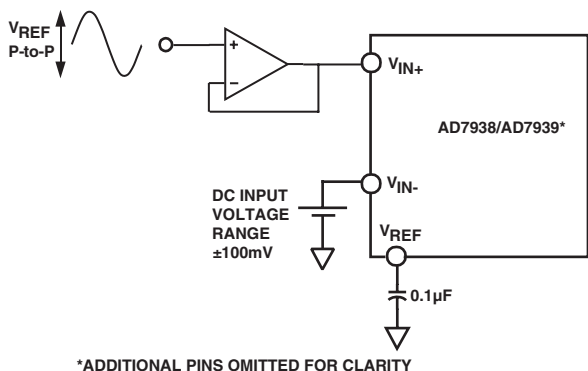 VREF
P-to-P
+
−
VIN+
AD7938/AD7939*
VIN-
DC INPUT
VOLTAGE
RANGE
±100mV
VREF
0.1µF
*ADDITIONAL PINS OMITTED FOR CLARITY